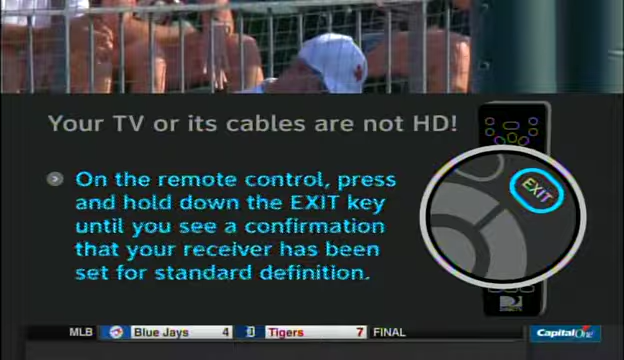 Your TV or its cables are not HD!
On the remote control, press
and hold down the EXIT key
until you see a confirmation
that your receiver has been
set for standard definition.
EXIT
DIRECTV
MLB Blue Jays 4 Tigers 7 FINAL Capital One